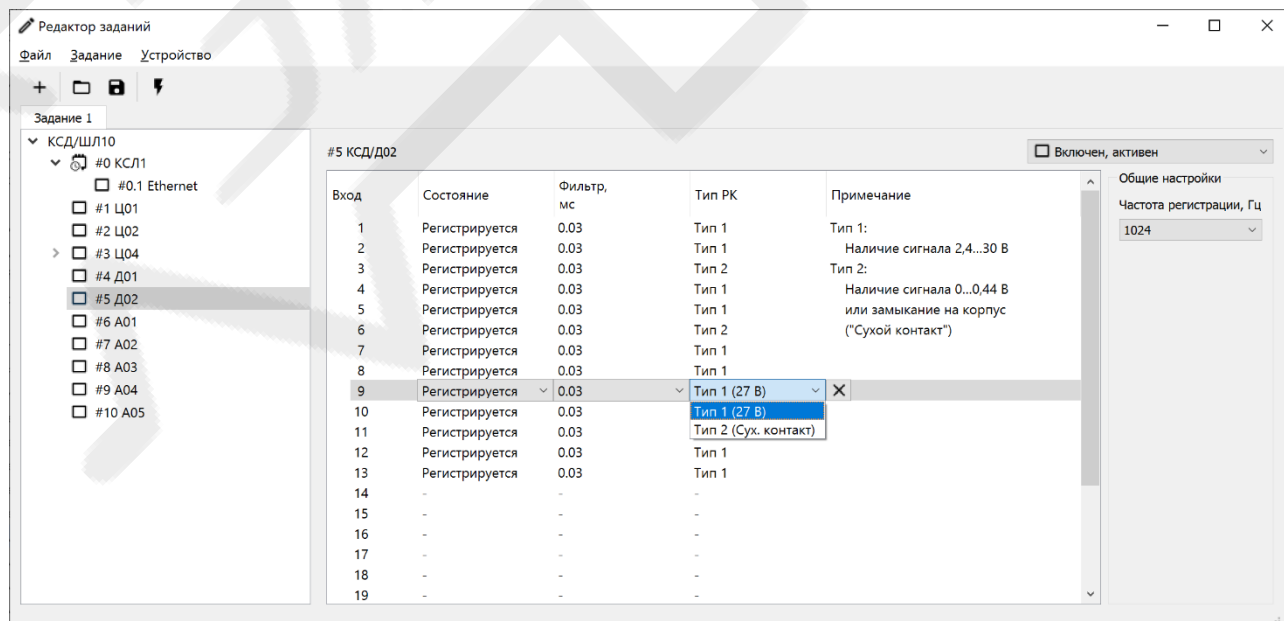 Редактор заданий
Файл Задание Устройство
Задание 1
КСД/ШЛ10
#0 КСЛ1
#0.1 Ethernet
#1 Ц01
#2 Ц02
#3 Ц04
#4 Д01
#5 Д02
#6 А01
#7 А02
#8 А03
#9 А04
#10 А05
#5 КСД/Д02
Включен, активен
Вход Состояние Фильтр, мс Тип РК Примечание
1 Регистрируется 0.03 Тип 1 Тип 1:
2 Регистрируется 0.03 Тип 1 Наличие сигнала 2,4...30 В
3 Регистрируется 0.03 Тип 2 Тип 2:
4 Регистрируется 0.03 Тип 1 Наличие сигнала 0...0,44 В
5 Регистрируется 0.03 Тип 1 или замыкание на корпус
6 Регистрируется 0.03 Тип 2 ("Сухой контакт")
7 Регистрируется 0.03 Тип 1
8 Регистрируется 0.03 Тип 1
9 Регистрируется 0.03 Тип 1 (27 В)
10 Регистрируется 0.03 Тип 1 (27 В)
11 Регистрируется 0.03 Тип 2 (Сух. контакт)
12 Регистрируется 0.03 Тип 1
13 Регистрируется 0.03 Тип 1
14 - - -
15 - - -
16 - - -
17 - - -
18 - - -
19 - - -
Общие настройки
Частота регистрации, Гц
1024